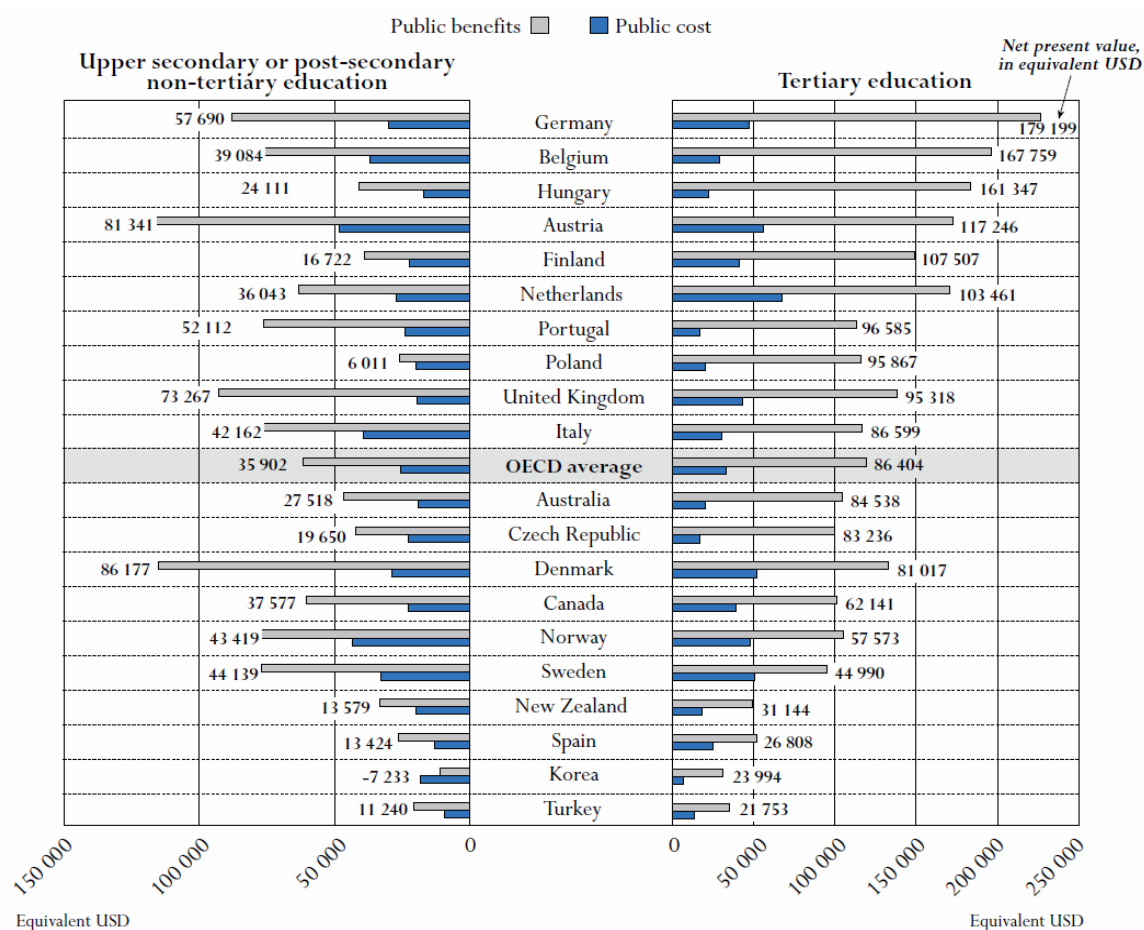 Public benefits Public cost
Upper secondary or post-secondary
non-tertiary education
Tertiary education
Net present value,
in equivalent USD
57 690 Germany 179 199
39 084 Belgium 167 759
24 111 Hungary 161 347
81 341 Austria 117 246
16 722 Finland 107 507
36 043 Netherlands 103 461
52 112 Portugal 96 585
6 011 Poland 95 867
73 267 United Kingdom 95 318
42 162 Italy 86 599
35 902 OECD average 86 404
27 518 Australia 84 538
19 650 Czech Republic 83 236
86 177 Denmark 81 017
37 577 Canada 62 141
43 419 Norway 57 573
44 139 Sweden 44 990
13 579 New Zealand 31 144
13 424 Spain 26 808
-7 233 Korea 23 994
11 240 Turkey 21 753
150 000 100 000 50 000 0 0 50 000 100 000 150 000 200 000 250 000
Equivalent USD Equivalent USD